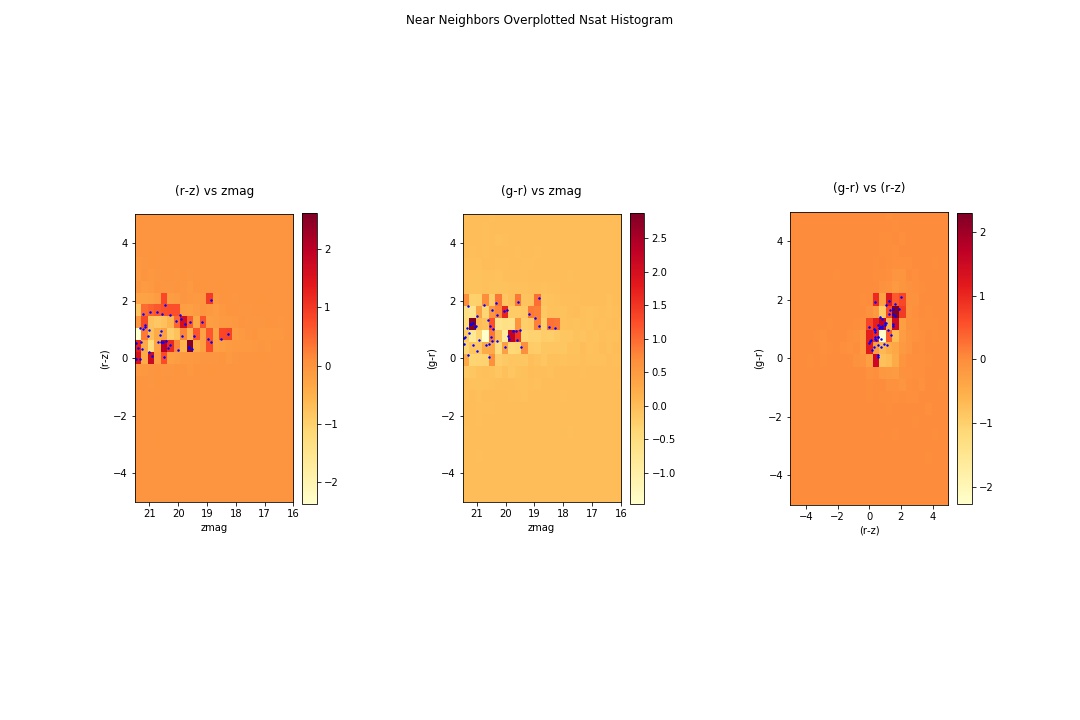 Near Neighbors Overplotted Nsat Histogram
(r-z) vs zmag
(r-z)
4
2
0
−2
−4
21 20 19 18 17 16
zmag
2
1
0
−1
−2
(g-r) vs zmag
(g-r)
4
2
0
−2
−4
21 20 19 18 17 16
zmag
2.5
2.0
1.5
1.0
0.5
0.0
−0.5
−1.0
(g-r) vs (r-z)
(g-r)
4
2
0
−2
−4
−4 −2 0 2 4
(r-z)
2
1
0
−1
−2